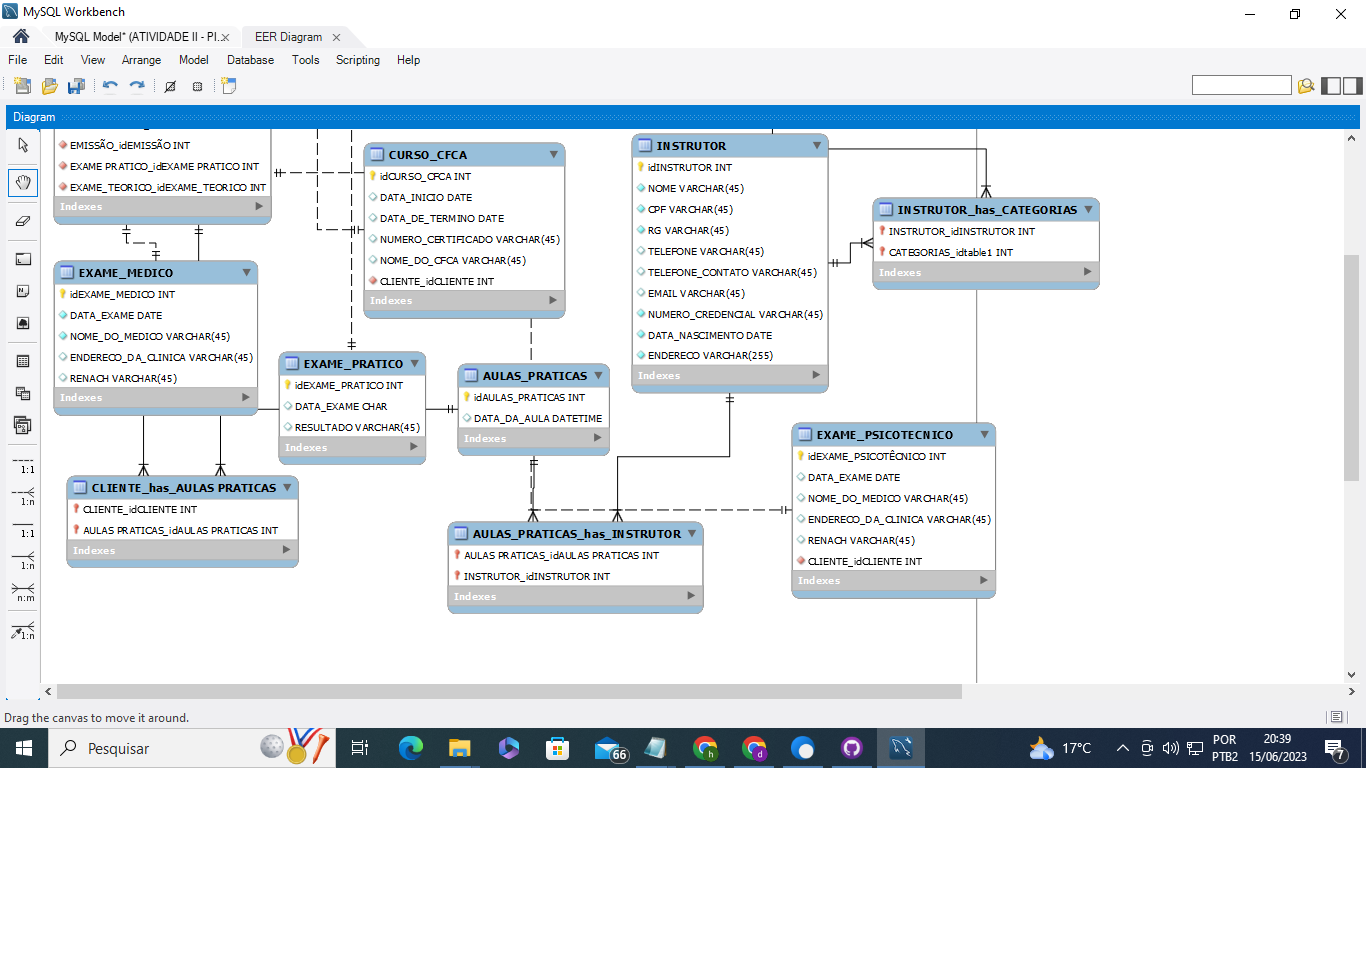 MySQL Workbench
MySQL Model* (ATIVIDADE II - PI...
EER Diagram
File Edit View Arrange Model Database Tools Scripting Help
Diagram
EMISSÃO_idEMISSÃO INT
EXAME PRATICO_idEXAME PRATICO INT
EXAME_TEORICO_idEXAME_TEORICO INT
Indexes
CURSO_CFCA
idCURSO_CFCA INT
DATA_INICIO DATE
DATA_DE_TERMINO DATE
NUMERO_CERTIFICADO VARCHAR(45)
NOME_DO_CFCA VARCHAR(45)
CLIENTE_idCLIENTE INT
Indexes
INSTRUTOR
idINSTRUTOR INT
NOME VARCHAR(45)
CPF VARCHAR(45)
RG VARCHAR(45)
TELEFONE VARCHAR(45)
TELEFONE_CONTATO VARCHAR(45)
EMAIL VARCHAR(45)
NUMERO_CREDENCIAL VARCHAR(45)
DATA_NASCIMENTO DATE
ENDERECO VARCHAR(255)
Indexes
INSTRUTOR_has_CATEGORIAS
INSTRUTOR_idINSTRUTOR INT
CATEGORIAS_idtable1 INT
Indexes
EXAME_MEDICO
idEXAME_MEDICO INT
DATA_EXAME DATE
NOME_DO_MEDICO VARCHAR(45)
ENDERECO_DA_CLINICA VARCHAR(45)
RENACH VARCHAR(45)
Indexes
EXAME_PRATICO
idEXAME_PRATICO INT
DATA_EXAME CHAR
RESULTADO VARCHAR(45)
Indexes
AULAS_PRATICAS
idAULAS_PRATICAS INT
DATA_DA_AULA DATETIME
Indexes
EXAME_PSICOTECNICO
idEXAME_PSICOTÊCNICO INT
DATA_EXAME DATE
NOME_DO_MEDICO VARCHAR(45)
ENDERECO_DA_CLINICA VARCHAR(45)
RENACH VARCHAR(45)
CLIENTE_idCLIENTE INT
Indexes
CLIENTE_has_AULAS PRATICAS
CLIENTE_idCLIENTE INT
AULAS PRATICAS_idAULAS PRATICAS INT
Indexes
AULAS_PRATICAS_has_INSTRUTOR
AULAS PRATICAS_idAULAS PRATICAS INT
INSTRUTOR_idINSTRUTOR INT
Indexes
1:1
1:n
1:1
1:n
n:m
1:n
Drag the canvas to move it around.
Pesquisar
66
h
d
17°C
POR
PTB2
20:39
15/06/2023
7